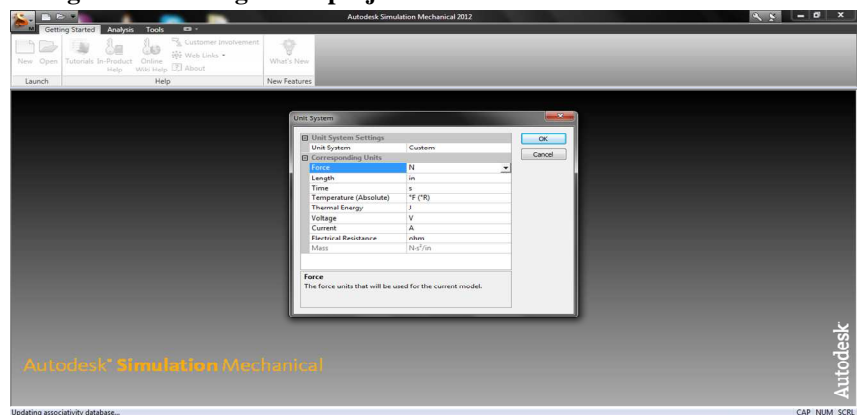 Autodesk Simulation Mechanical 2012
Getting Started Analysis Tools
New Open Tutorials In-Product Help Online Wiki Help
Customer Involvement
Web Links
About
What's New
Launch Help New Features
Unit System
Unit System Settings
Unit System Custom
Corresponding Units
Force N
Length in
Time s
Temperature (Absolute) °F (°R)
Thermal Energy J
Voltage V
Current A
Electrical Resistance ohm
Mass N·s²/in
OK
Cancel
Force
The force units that will be used for the current model.
Autodesk® Simulation Mechanical
Autodesk
Updating associativity database... CAP NUM SCRL